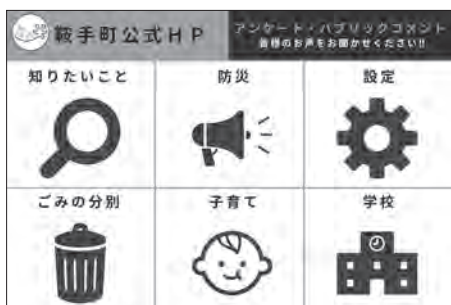 鞍手町公式HP
アンケート・パブリックコメント
皆様のお声をお聞かせください!!
知りたいこと
防災
設定
ごみの分別
子育て
学校